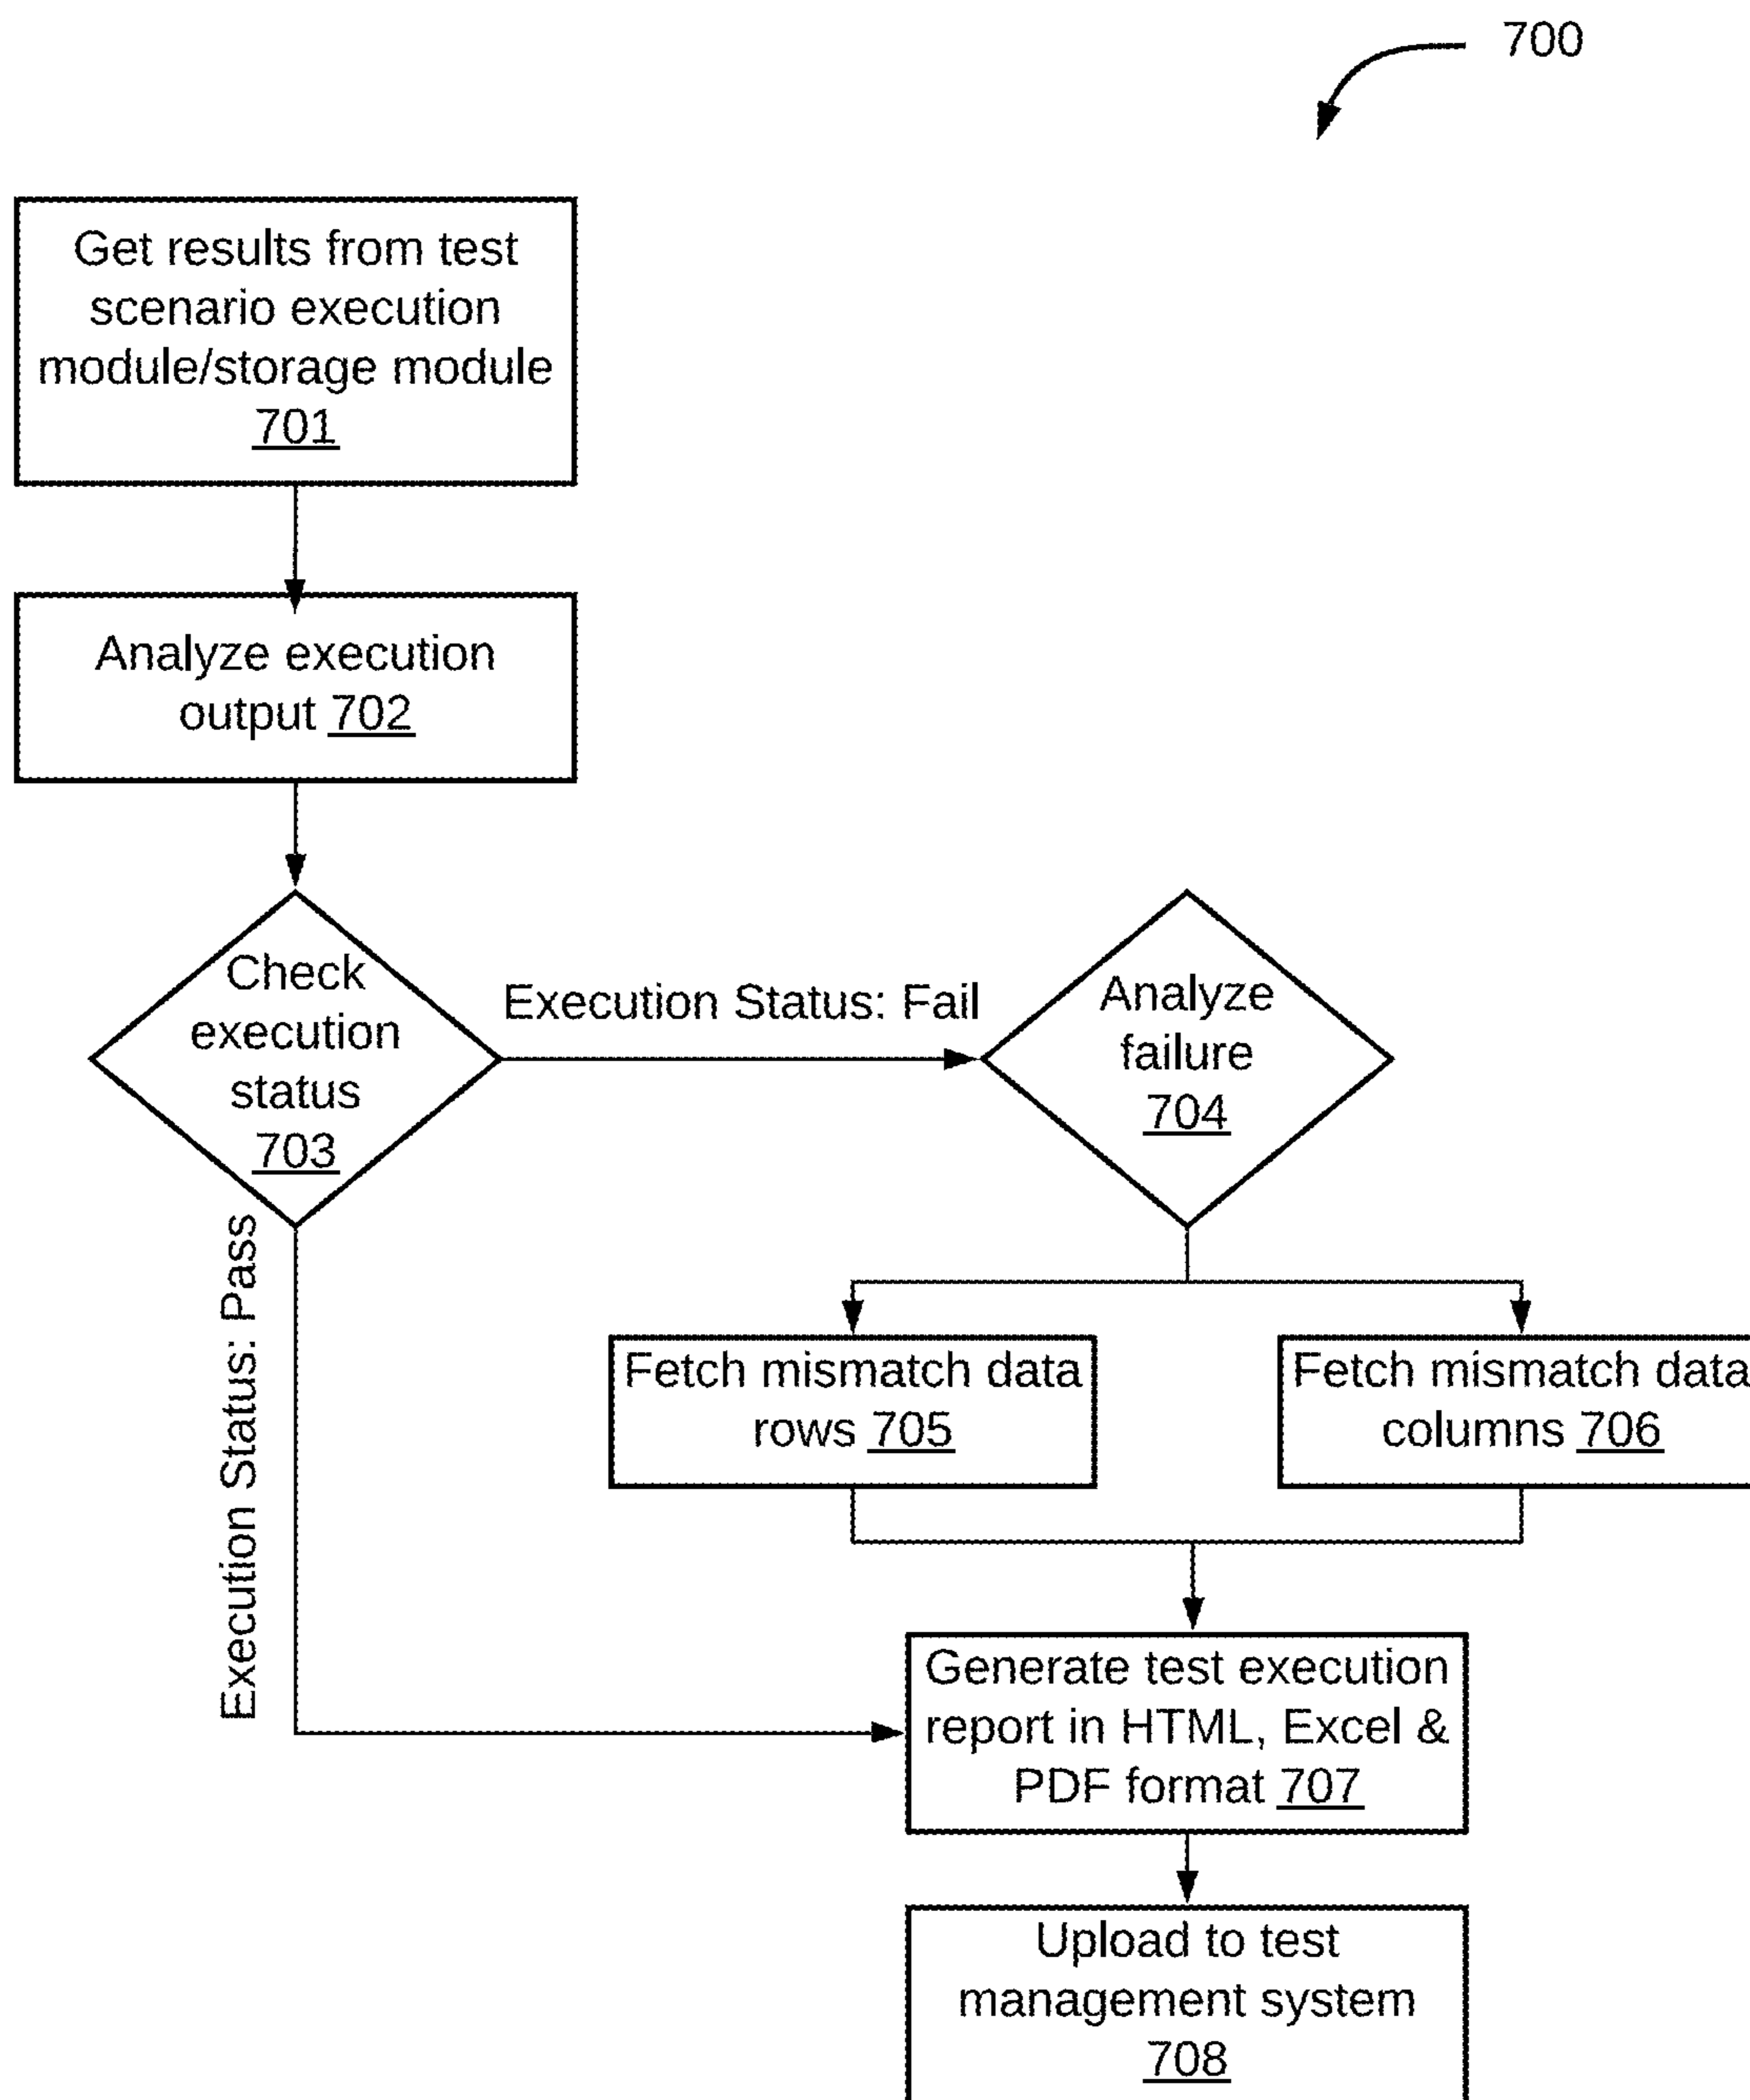 700
Get results from test
scenario execution
module/storage module
701
Analyze execution
output 702
Check
execution
status
703
Execution Status: Fail
Analyze
failure
704
Execution Status: Pass
Fetch mismatch data
rows 705
Fetch mismatch data
columns 706
Generate test execution
report in HTML, Excel &
PDF format 707
Upload to test
management system
708